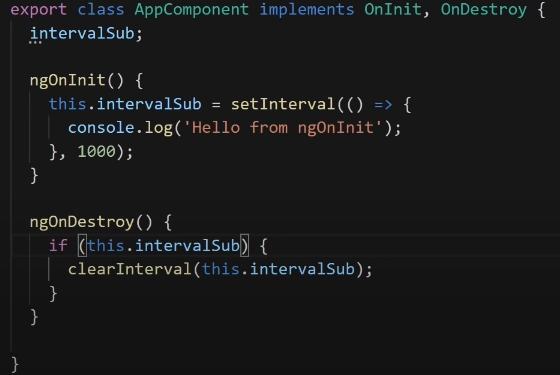 export class AppComponent implements OnInit, OnDestroy {
intervalSub;
ngOnInit() {
this.intervalSub = setInterval(() => {
console.log('Hello from ngOnInit');
}, 1000);
}
ngOnDestroy() {
if (this.intervalSub) {
clearInterval(this.intervalSub);
}
}
}